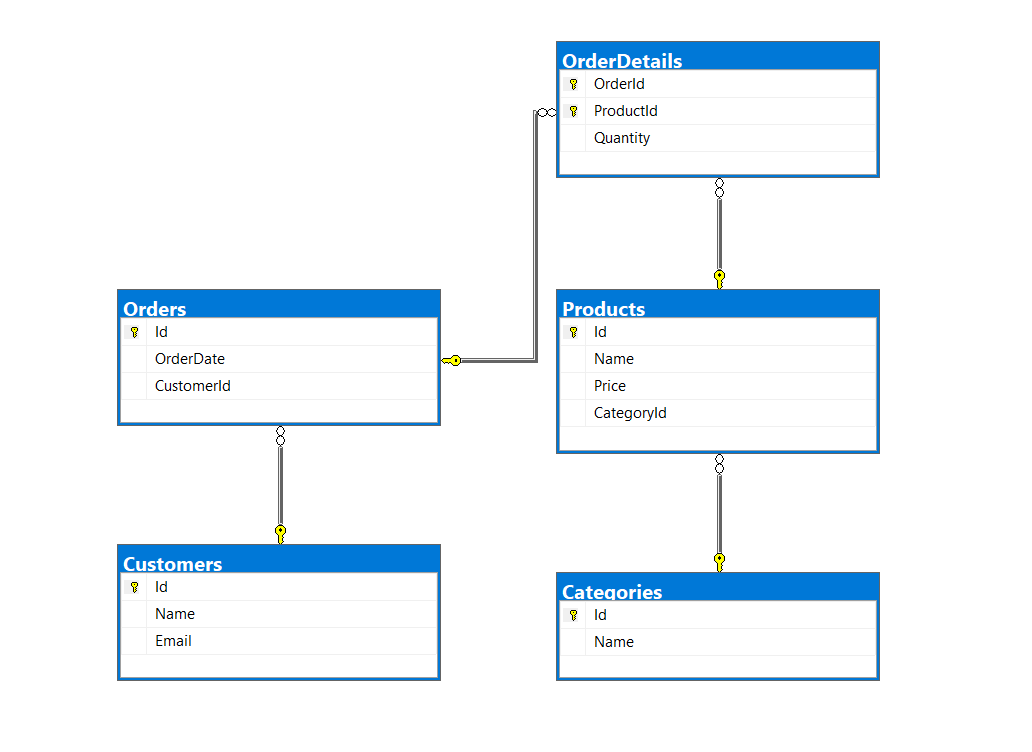 OrderDetails
OrderId
ProductId
Quantity
Orders
Id
OrderDate
CustomerId
Products
Id
Name
Price
CategoryId
Customers
Id
Name
Email
Categories
Id
Name